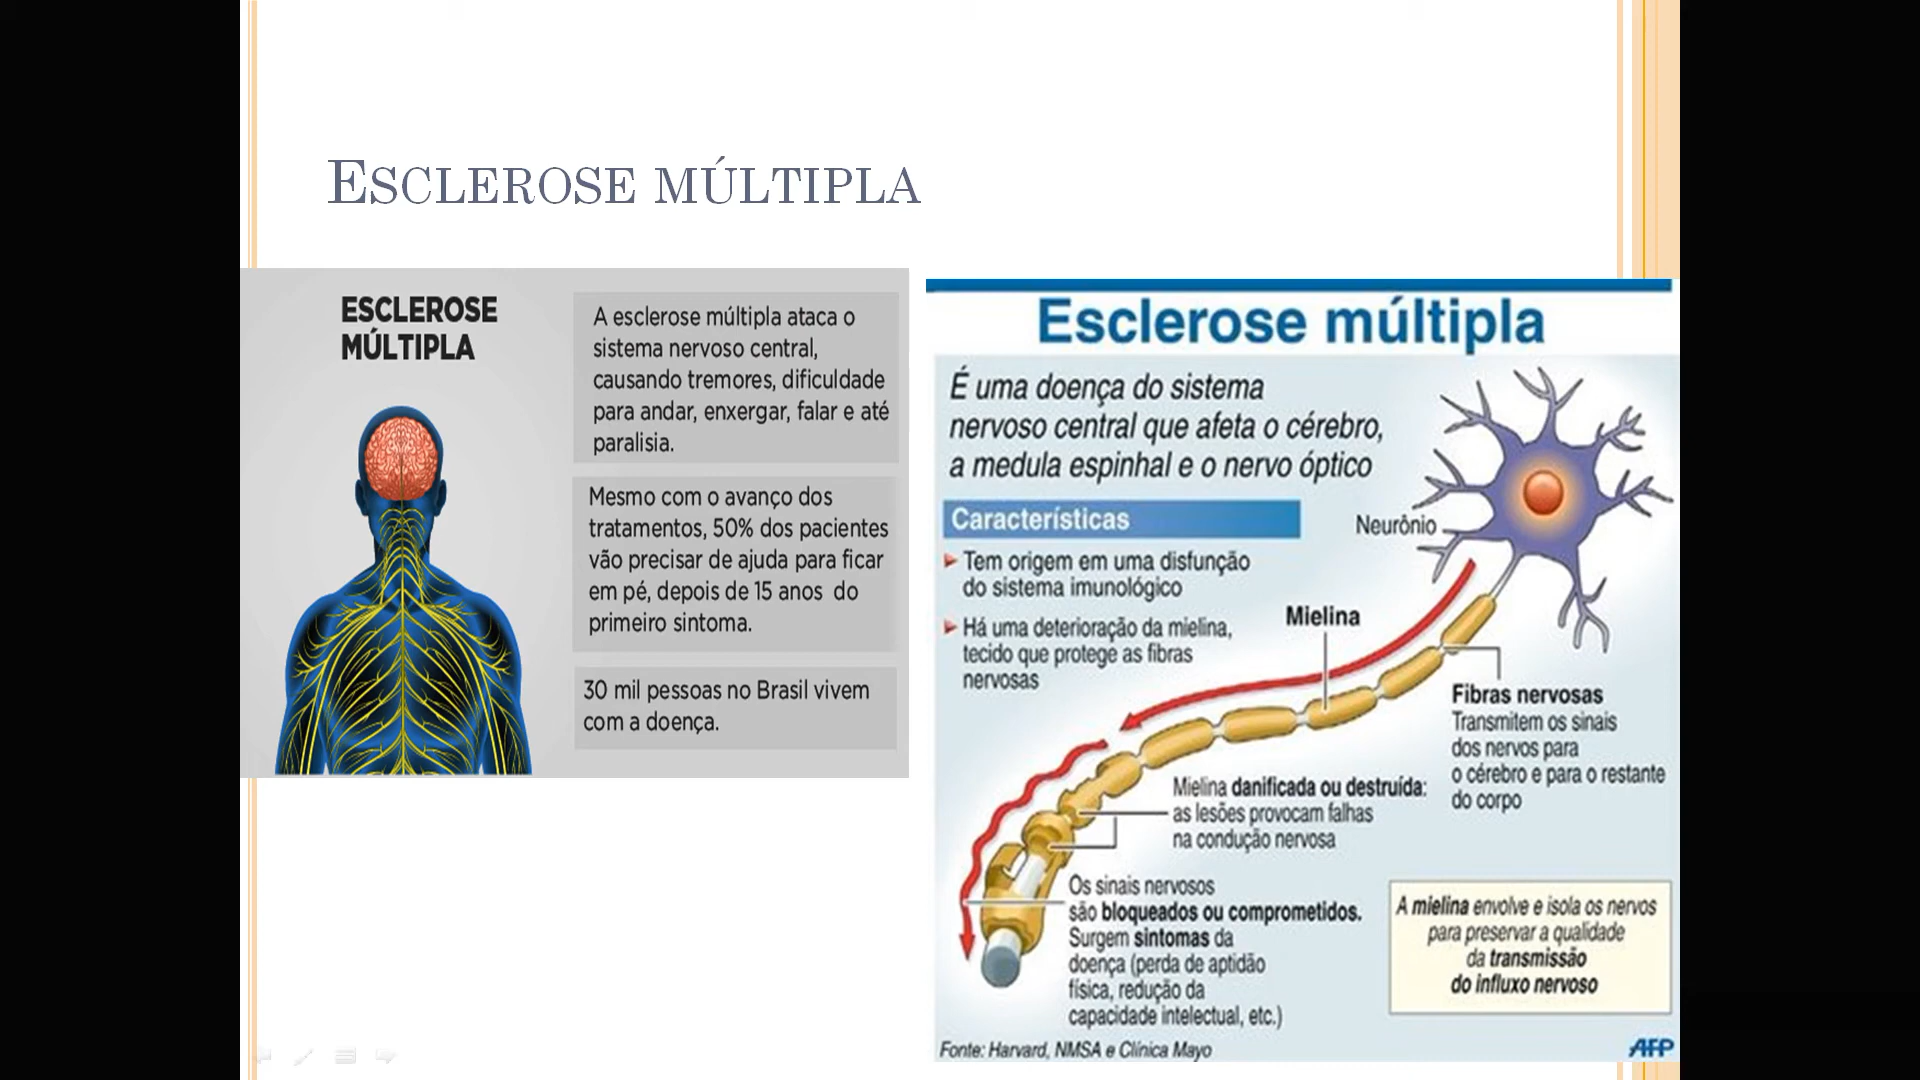 Esclerose múltipla
ESCLEROSE
MÚLTIPLA
A esclerose múltipla ataca o
sistema nervoso central,
causando tremores, dificuldade
para andar, enxergar, falar e até
paralisia.
Mesmo com o avanço dos
tratamentos, 50% dos pacientes
vão precisar de ajuda para ficar
em pé, depois de 15 anos do
primeiro sintoma.
30 mil pessoas no Brasil vivem
com a doença.
Esclerose múltipla
É uma doença do sistema
nervoso central que afeta o cérebro,
a medula espinhal e o nervo óptico
Características
Tem origem em uma disfunção
do sistema imunológico
Há uma deterioração da mielina,
tecido que protege as fibras
nervosas
Neurônio
Mielina
Fibras nervosas
Transmitem os sinais
dos nervos para
o cérebro e para o restante
do corpo
Mielina danificada ou destruída:
as lesões provocam falhas
na condução nervosa
Os sinais nervosos
são bloqueados ou comprometidos.
Surgem sintomas da
doença (perda de aptidão
física, redução da
capacidade intelectual, etc.)
A mielina envolve e isola os nervos
para preservar a qualidade
da transmissão
do influxo nervoso
Fonte: Harvard, NMSA e Clínica Mayo
AFP